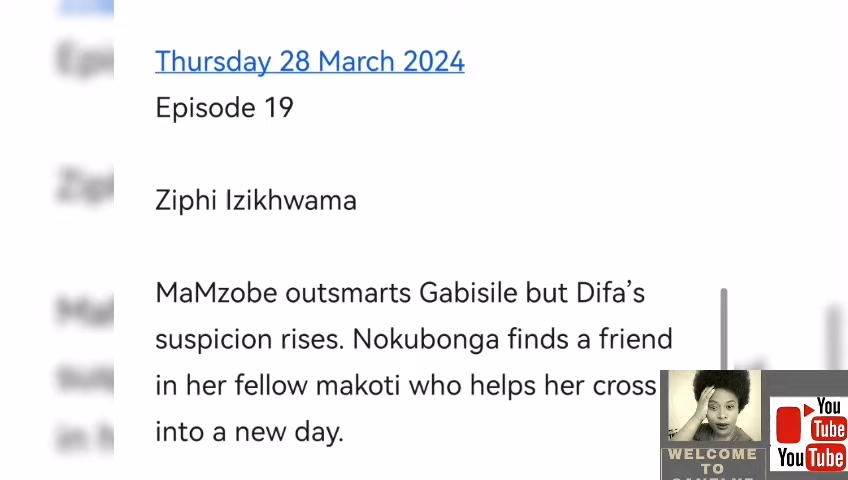 Thursday 28 March 2024
Episode 19
Ziphi Izikhwama
MaMzobe outsmarts Gabisile but Difa's
suspicion rises. Nokubonga finds a friend
in her fellow makoti who helps her cross
into a new day.
WELCOME
TO
You
Tube
YouTube